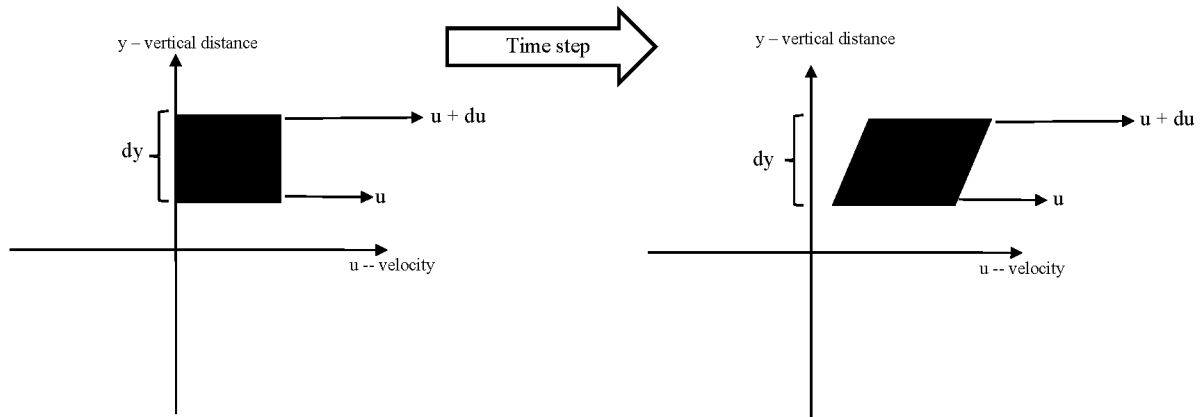 y – vertical distance
Time step
u + du
dy
u
u -- velocity
y – vertical distance
u + du
dy
u
u -- velocity